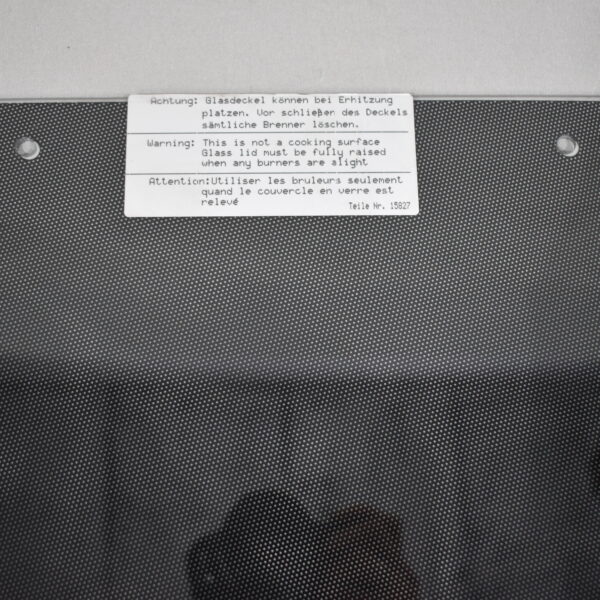 Achtung: Glasdeckel können bei Erhitzung
platzen. Vor schließen des Deckels
sämtliche Brenner löschen.
Warning: This is not a cooking surface
Glass lid must be fully raised
when any burners are alight
Attention:Utiliser les bruleurs seulement
quand le couvercle en verre est
relevé
Teile Nr. 15827